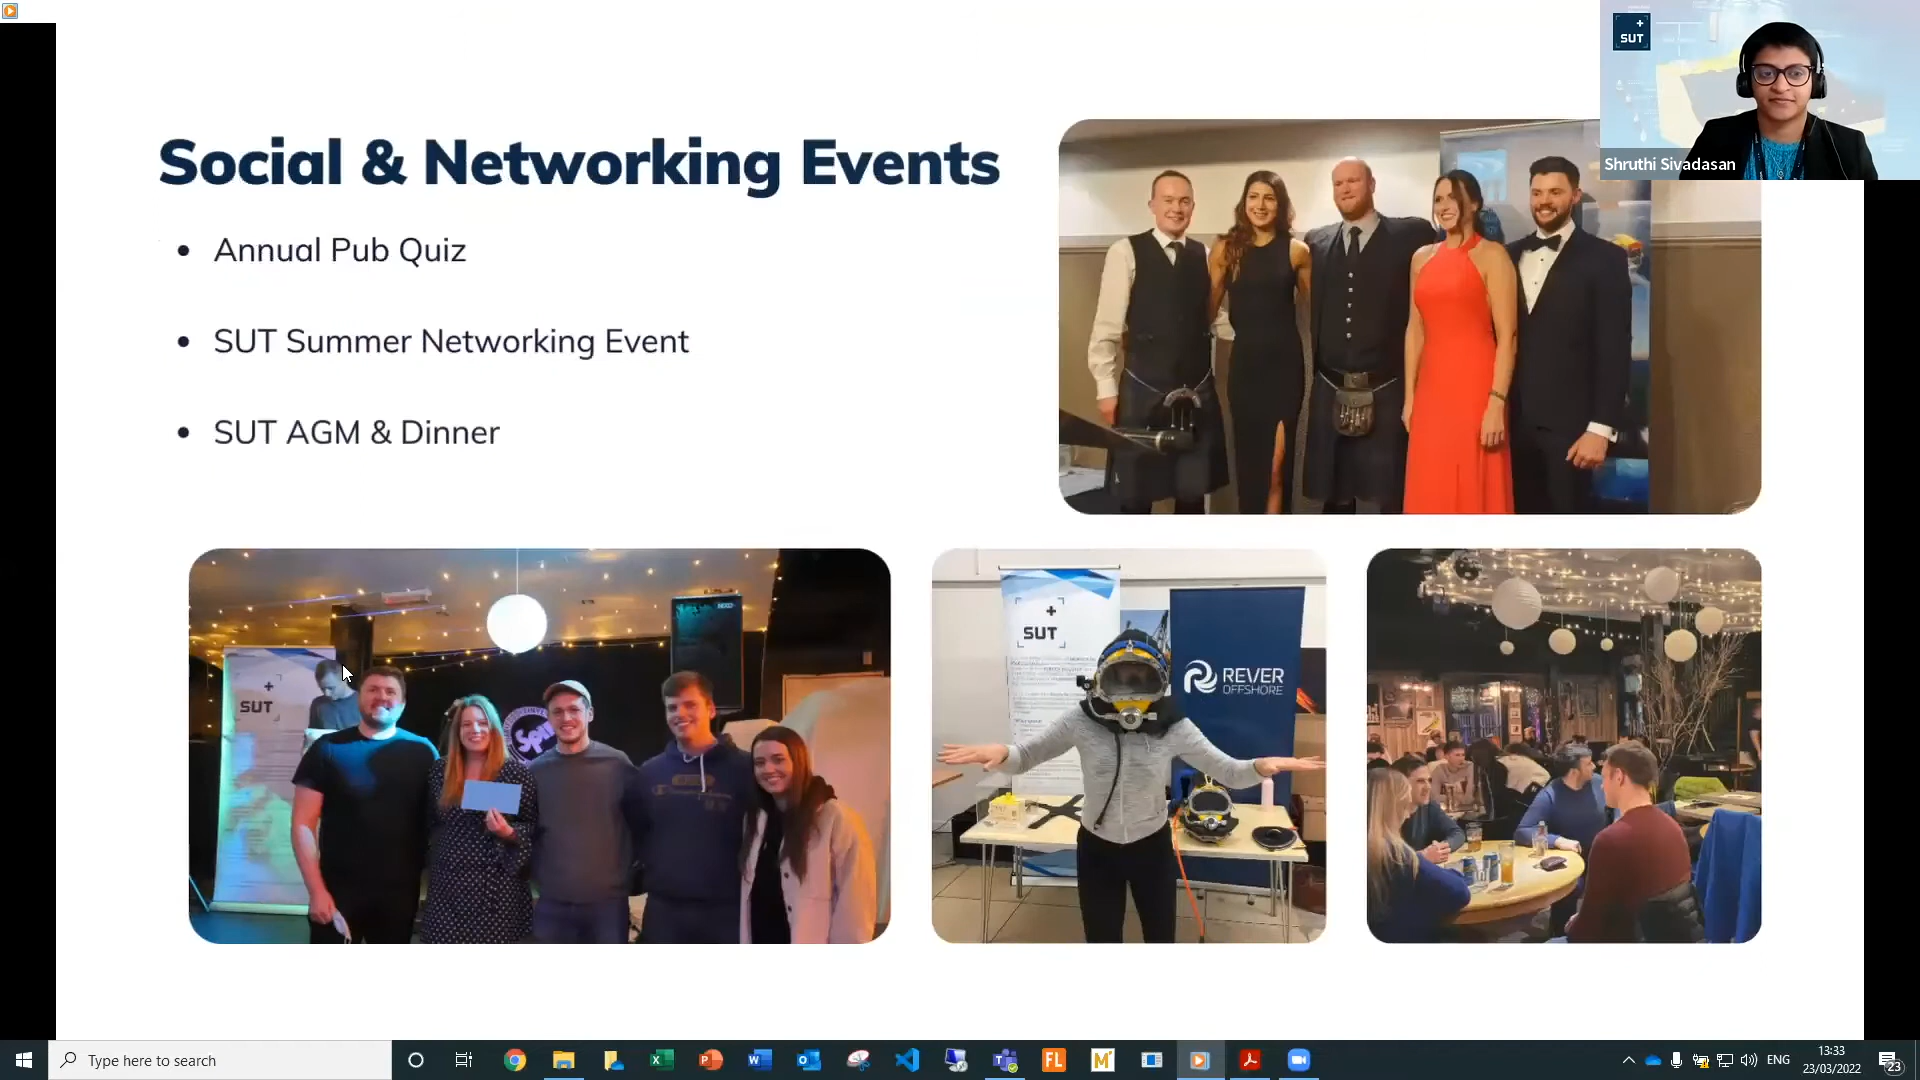 SUT
Shruthi Sivadasan
Social & Networking Events
• Annual Pub Quiz
• SUT Summer Networking Event
• SUT AGM & Dinner
SUT
SUT
REVER
OFFSHORE
Type here to search
ENG
13:33
23/03/2022
23